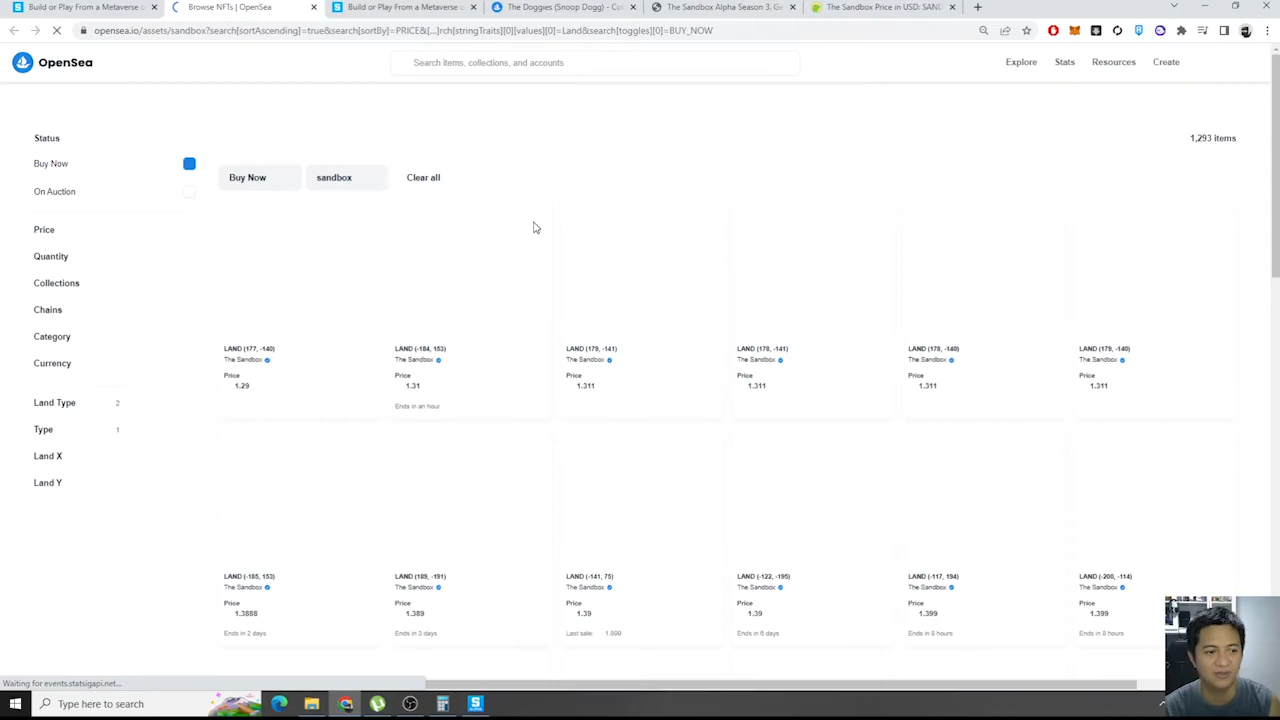 Build or Play From a Metaverse o
Browse NFTs | OpenSea
Build or Play From a Metaverse o
The Doggies (Snoop Dogg) - Col
The Sandbox Alpha Season 3. Ge
The Sandbox Price in USD: SAND
opensea.io/assets/sandbox?search[sortAscending]=true&search[sortBy]=PRICE&[...]rch[stringTraits][0][values][0]=Land&search[toggles][0]=BUY_NOW
OpenSea
Search items, collections, and accounts
Explore
Stats
Resources
Create
Status
1,293 items
Buy Now
On Auction
Buy Now
sandbox
Clear all
Price
Quantity
Collections
Chains
Category
Currency
Land Type 2
Type 1
Land X
Land Y
LAND (177, -140)
The Sandbox
Price
1.29
LAND (-184, 153)
The Sandbox
Price
1.31
Ends in an hour
LAND (179, -141)
The Sandbox
Price
1.311
LAND (178, -141)
The Sandbox
Price
1.311
LAND (178, -140)
The Sandbox
Price
1.311
LAND (179, -140)
The Sandbox
Price
1.311
LAND (-185, 153)
The Sandbox
Price
1.3888
Ends in 2 days
LAND (189, -191)
The Sandbox
Price
1.389
Ends in 3 days
LAND (-141, 75)
The Sandbox
Price
1.39
Last sale: 1.899
LAND (-122, -195)
The Sandbox
Price
1.39
Ends in 6 days
LAND (-117, 194)
The Sandbox
Price
1.399
Ends in 8 hours
LAND (-200, -114)
The Sandbox
Price
1.399
Ends in 8 hours
Waiting for events.statsigapi.net...
Type here to search